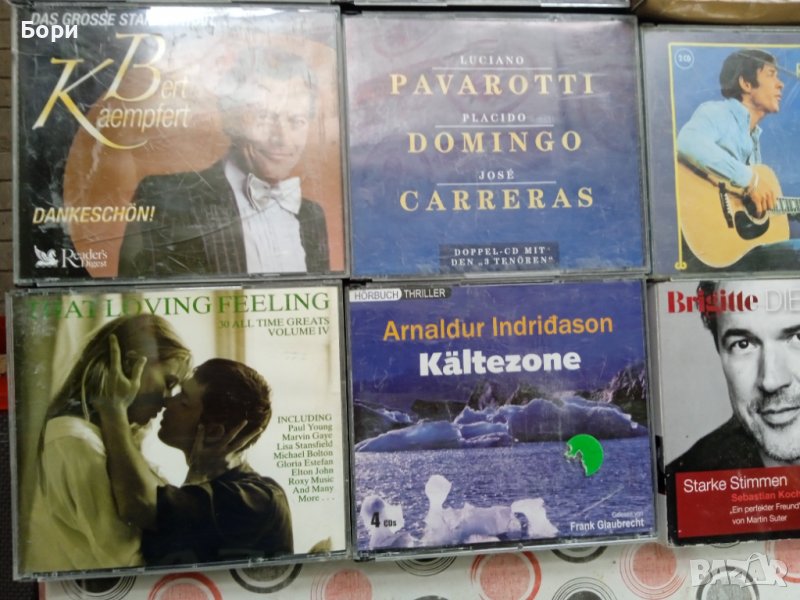 Бори
DAS GROSSE STAR
Bert
Kaempfert
DANKESCHÖN!
Reader's
Digest
LUCIANO
PAVAROTTI
PLACIDO
DOMINGO
JOSÉ
CARRERAS
DOPPEL-CD MIT
DEN „3 TENÖREN"
2 CD
THAT LOVING FEELING
30 ALL TIME GREATS
VOLUME IV
INCLUDING
Paul Young
Marvin Gaye
Lisa Stansfield
Michael Bolton
Gloria Estefan
Elton John
Roxy Music
And Many
More . . .
HÖRBUCH THRILLER
Arnaldur Indriđason
Kältezone
4 CDs
Gelesen von
Frank Glaubrecht
Brigitte DIE
Starke Stimmen
Sebastian Koch
„Ein perfekter Freund"
von Martin Suter
BAZAR